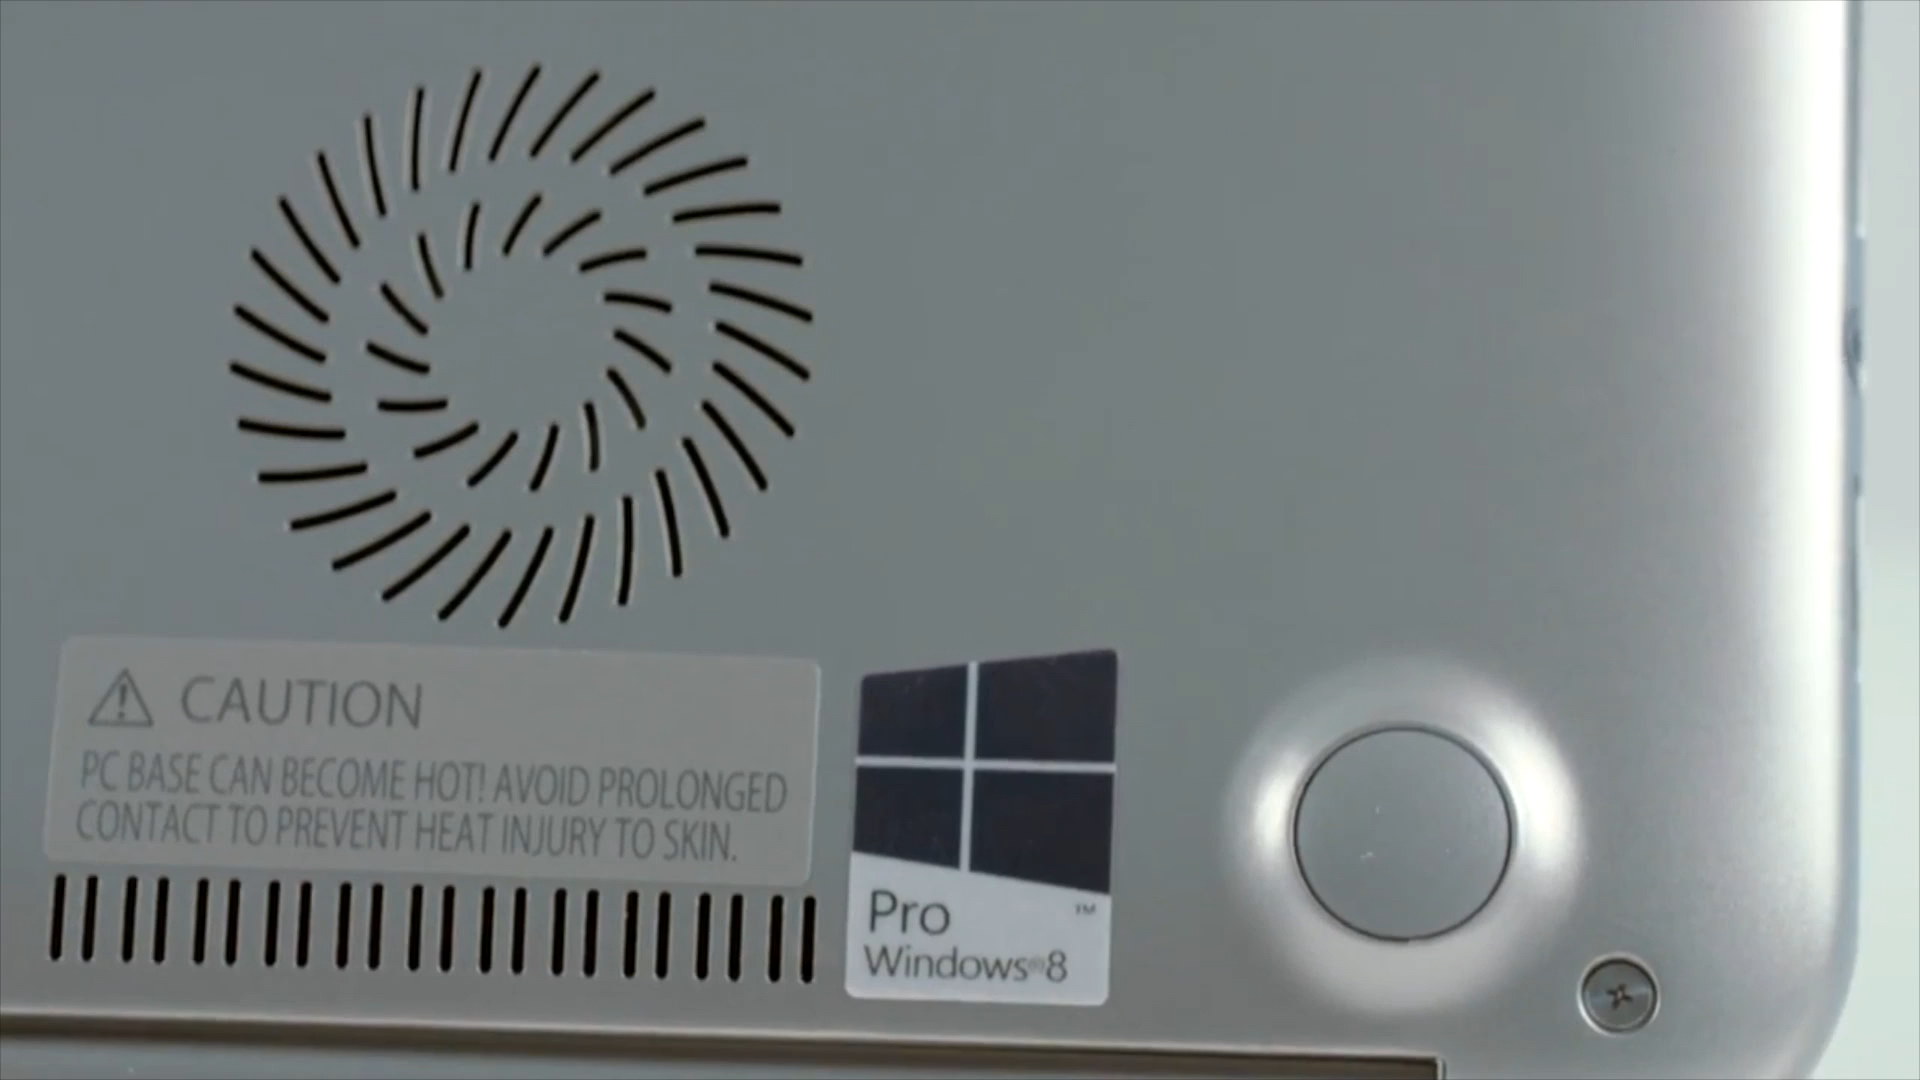 CAUTION
PC BASE CAN BECOME HOT! AVOID PROLONGED
CONTACT TO PREVENT HEAT INJURY TO SKIN.
Pro ™
Windows®8